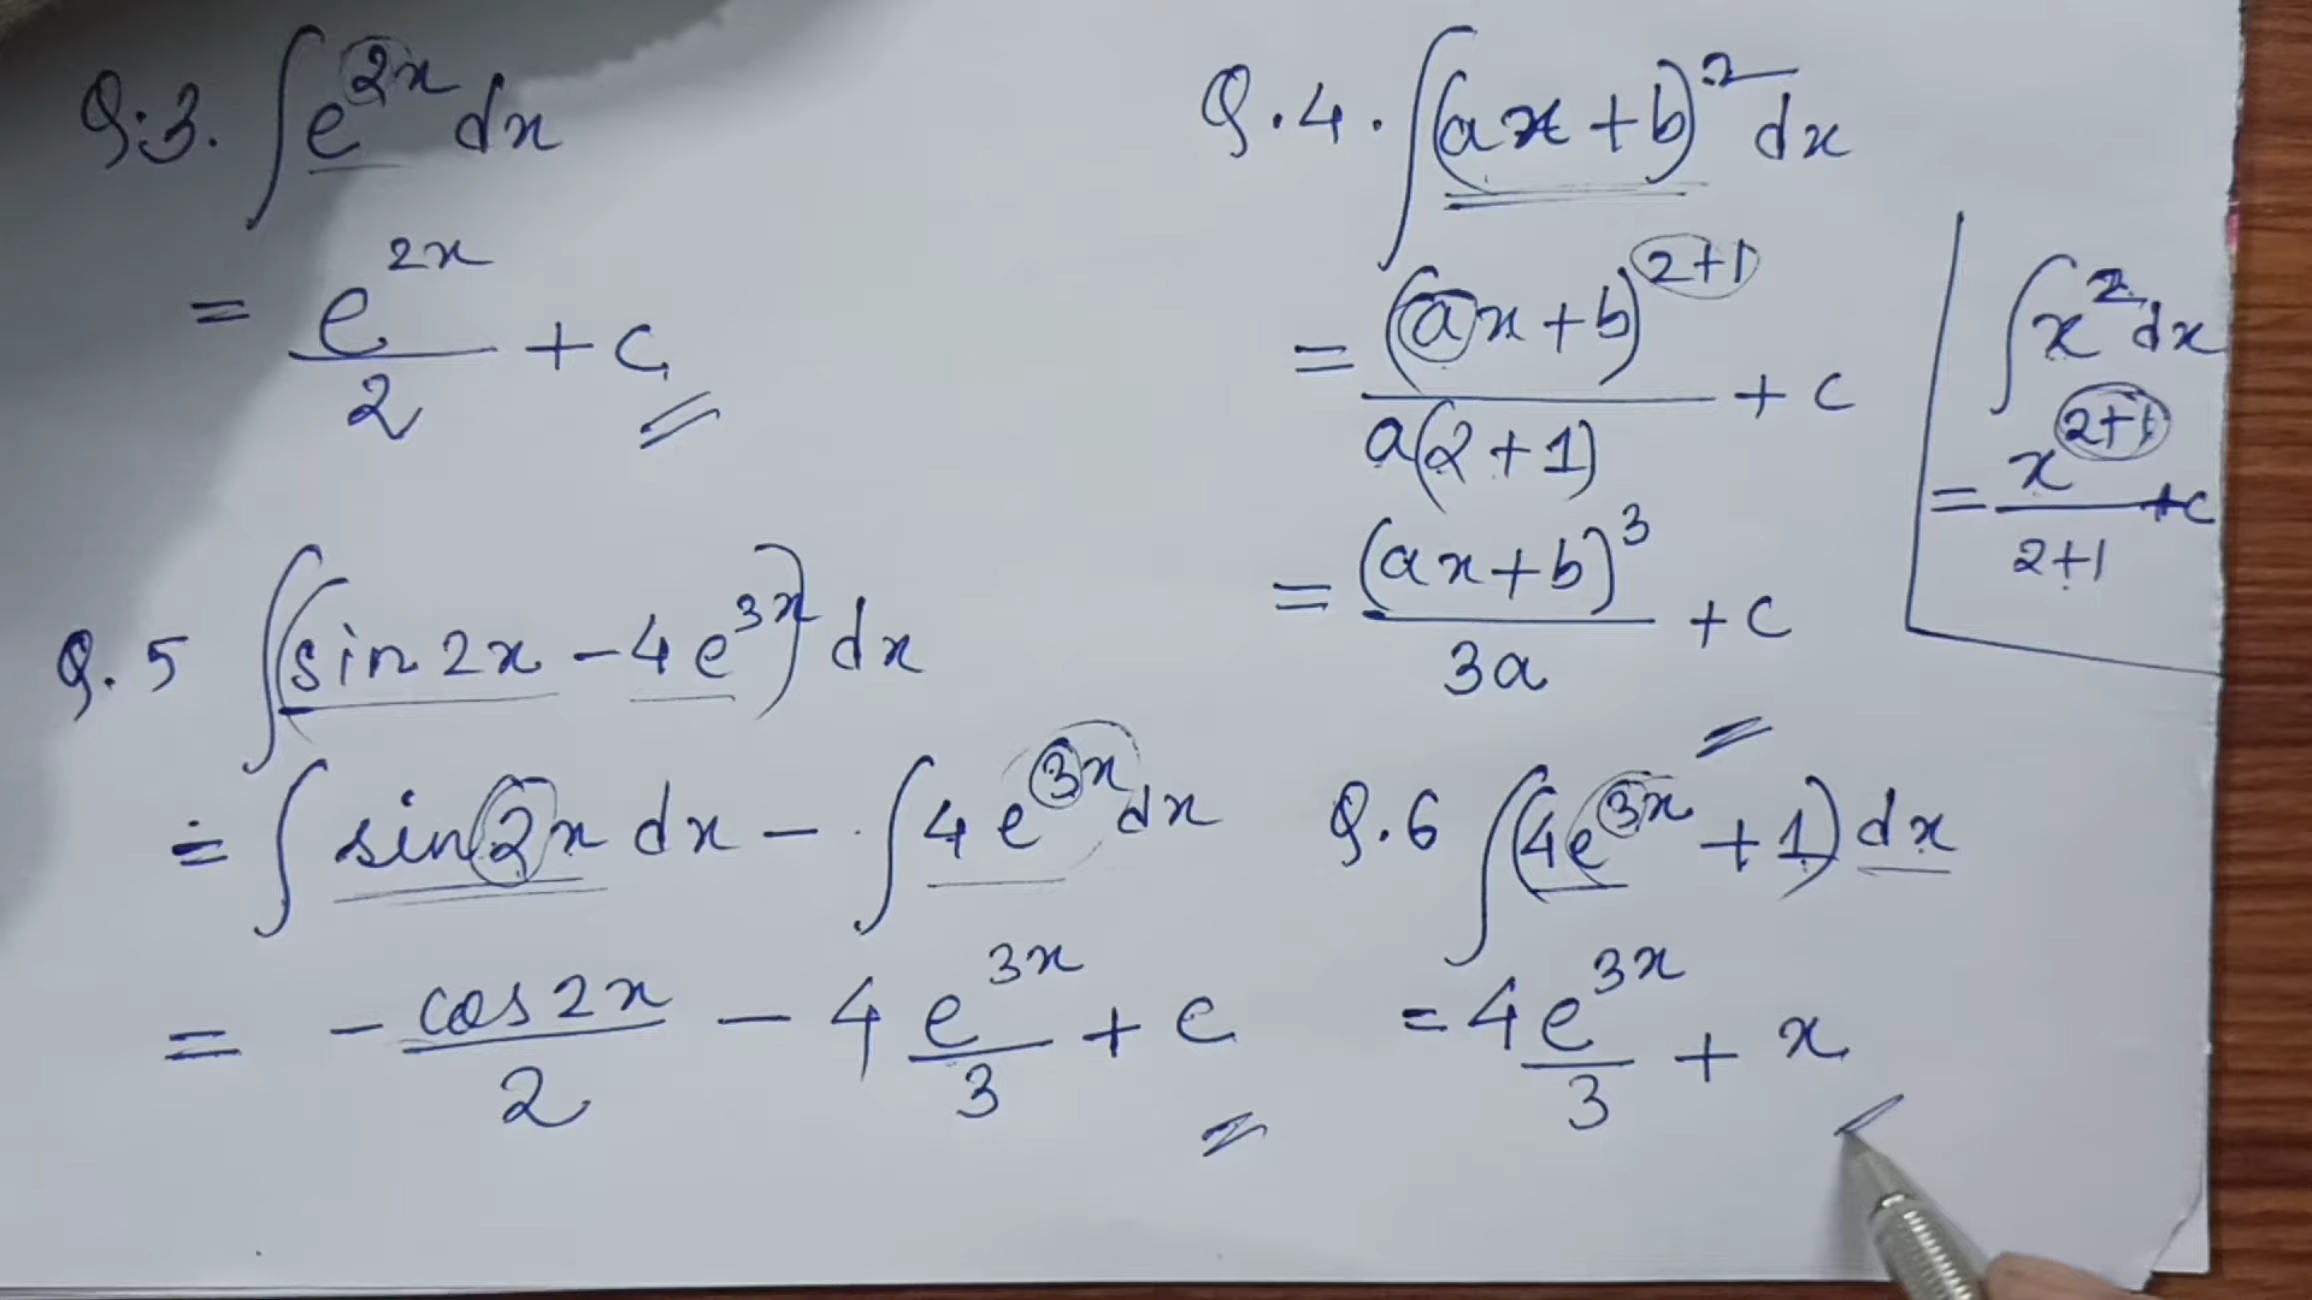 Q.3. ∫e^{2x} dx
= e^{2x}/2 + c
Q.4. ∫(ax+b)^2 dx
= (ax+b)^{2+1}/a(2+1) + c
= (ax+b)^3/3a + c
∫x^2 dx
= x^{2+1}/2+1 + c
Q.5 ∫(sin 2x - 4e^{3x}) dx
= ∫sin 2x dx - ∫4e^{3x} dx
= -cos 2x/2 - 4 e^{3x}/3 + c
Q.6 ∫(4e^{3x} + 1) dx
= 4 e^{3x}/3 + x